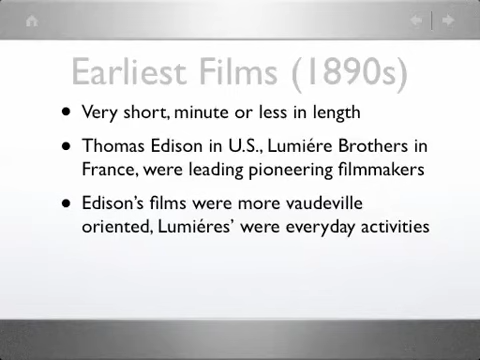 Earliest Films (1890s)
• Very short, minute or less in length
• Thomas Edison in U.S., Lumiére Brothers in
France, were leading pioneering filmmakers
• Edison's films were more vaudeville
oriented, Lumiéres' were everyday activities